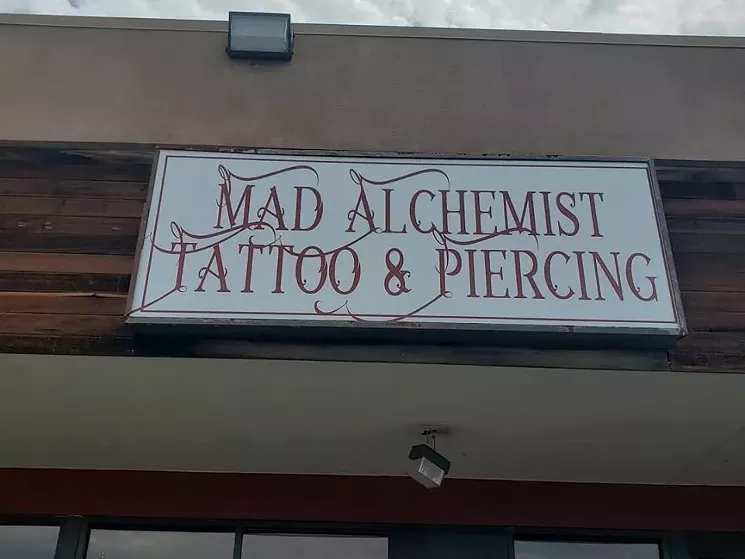 MAD ALCHEMIST
TATTOO & PIERCING